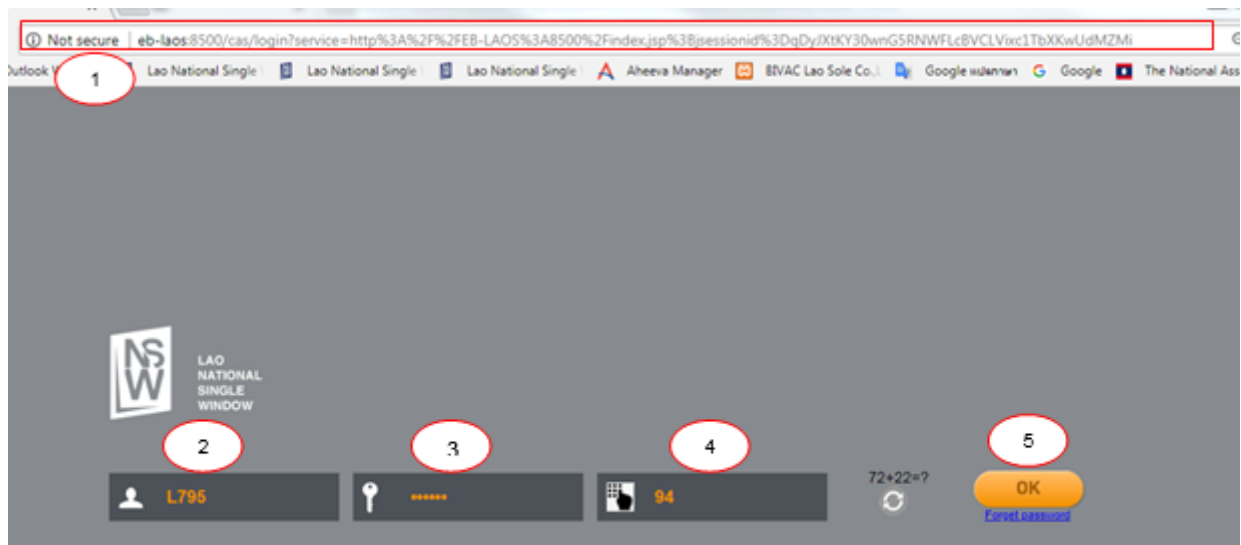 Not secure eb-laos:8500/cas/login?service=http%3A%2F%2FEB-LAOS%3A8500%2Findex.jsp%3Bjsessionid%3DqDyJXtKY30wnG5RNWFLcBVCLVixc1TbXKwUdMZMi
Outlook Lao National Single Lao National Single Lao National Single Aheeva Manager BIVAC Lao Sole Co., Google แปลภาษา Google The National Ass
1
NSW
LAO
NATIONAL
SINGLE
WINDOW
2 3 4 5
L795 •••••• 94 72+22=? OK
Forget password